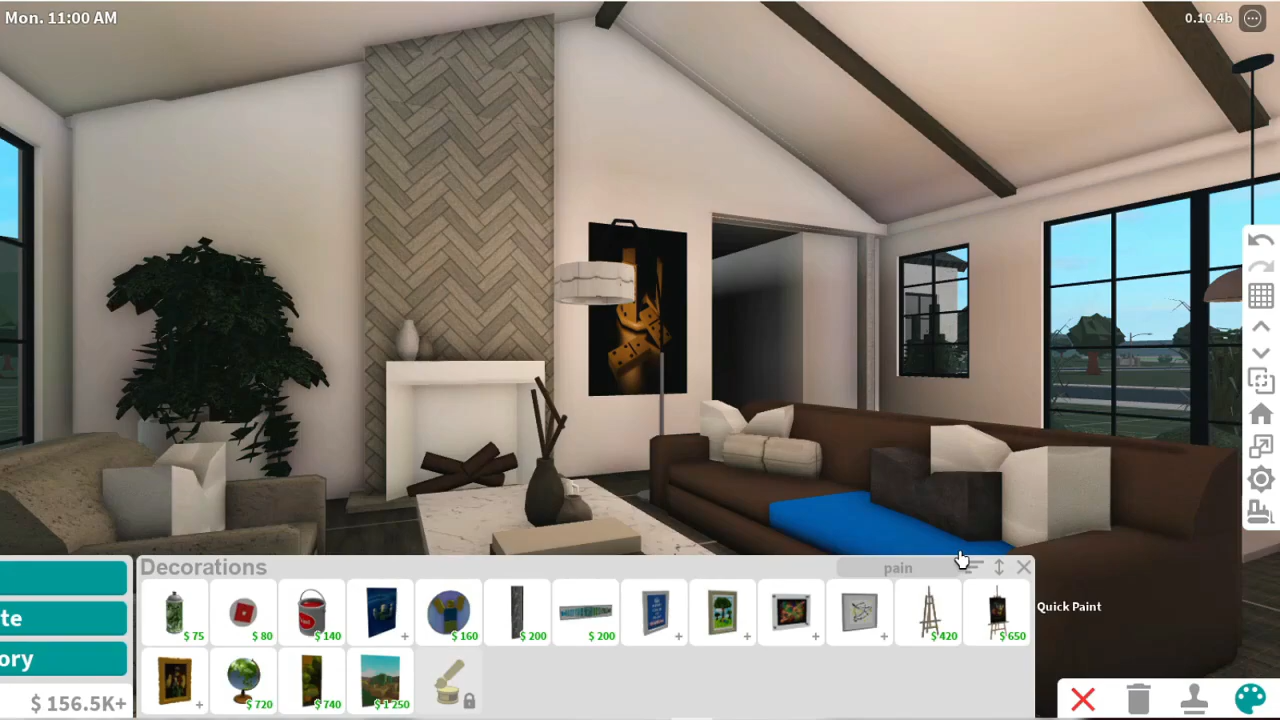 Mon. 11:00 AM
0.10.4b
Decorations
pain
Quick Paint
$ 75
$ 80
$ 140
+
$ 160
$ 200
$ 200
+
+
+
+
$ 420
$ 650
te
ory
+
$ 720
$ 740
$ 1 250
$ 156.5K+